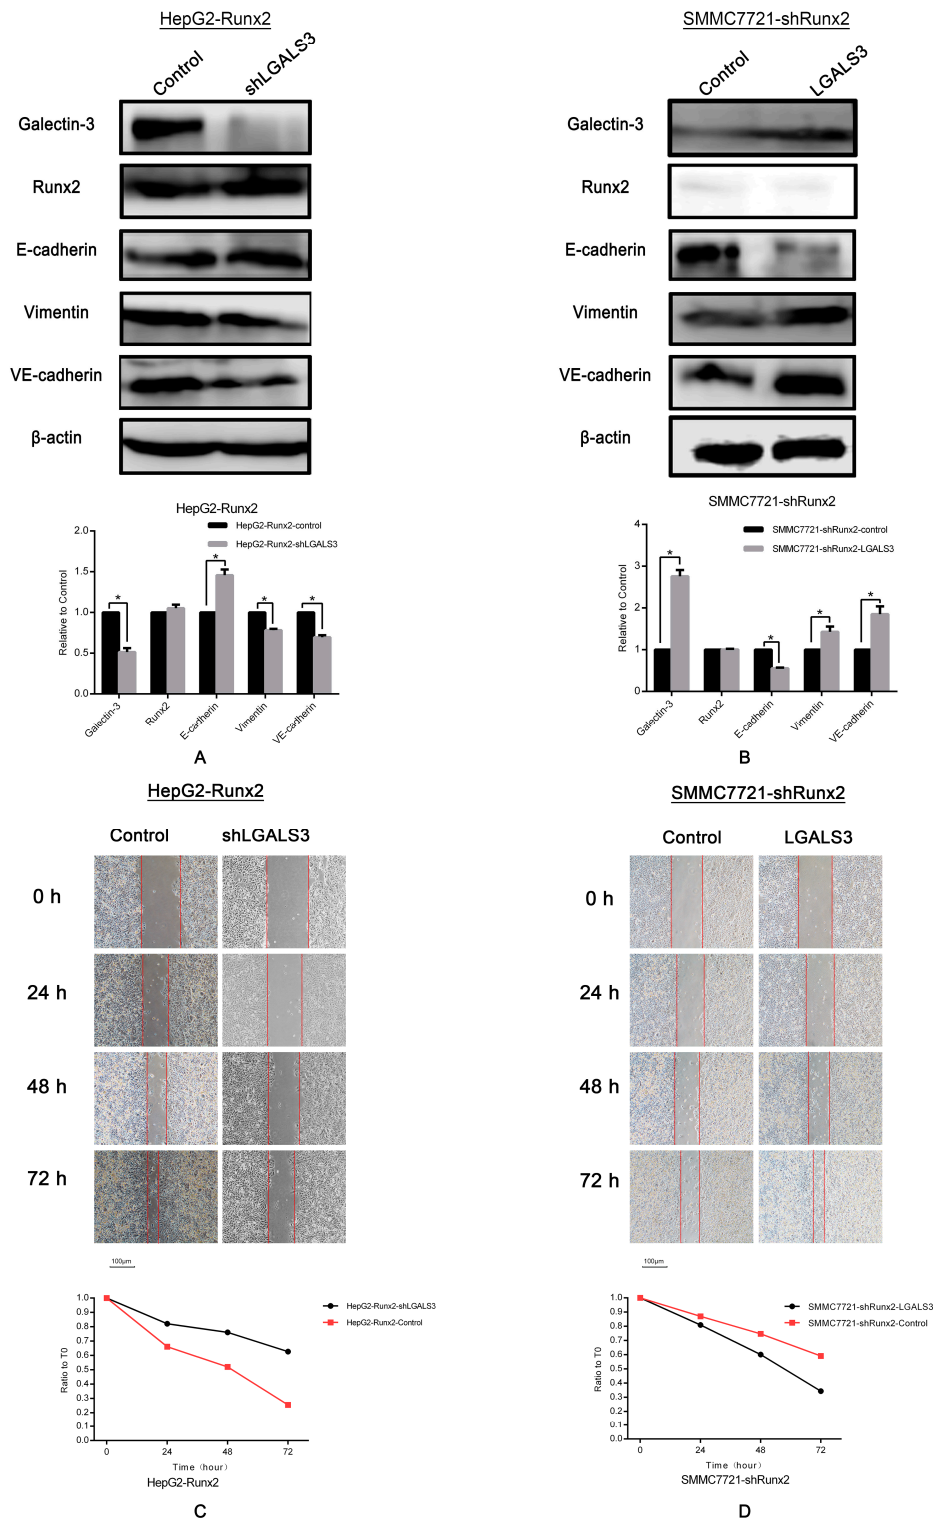 HepG2-Runx2
Control
shLGALS3
Galectin-3
Runx2
E-cadherin
Vimentin
VE-cadherin
β-actin
HepG2-Runx2
HepG2-Runx2-control
HepG2-Runx2-shLGALS3
Relative to Control
2.0
1.5
1.0
0.5
0.0
Galectin-3
Runx2
E-cadherin
Vimentin
VE-cadherin
* * * *
A
SMMC7721-shRunx2
Control
LGALS3
Galectin-3
Runx2
E-cadherin
Vimentin
VE-cadherin
β-actin
SMMC7721-shRunx2
SMMC7721-shRunx2-control
SMMC7721-shRunx2-LGALS3
Relative to Control
4
3
2
1
0
Galectin-3
Runx2
E-cadherin
Vimentin
VE-cadherin
* * * *
B
HepG2-Runx2
Control shLGALS3
0 h
24 h
48 h
72 h
100μm
HepG2-Runx2-shLGALS3
HepG2-Runx2-Control
Ratio to T0
1.0
0.9
0.8
0.7
0.6
0.5
0.4
0.3
0.2
0.1
0.0
0 24 48 72
Time (hour)
HepG2-Runx2
C
SMMC7721-shRunx2
Control LGALS3
0 h
24 h
48 h
72 h
100μm
SMMC7721-shRunx2-LGALS3
SMMC7721-shRunx2-Control
Ratio to T0
1.0
0.9
0.8
0.7
0.6
0.5
0.4
0.3
0.2
0.1
0.0
0 24 48 72
Time (hour)
SMMC7721-shRunx2
D